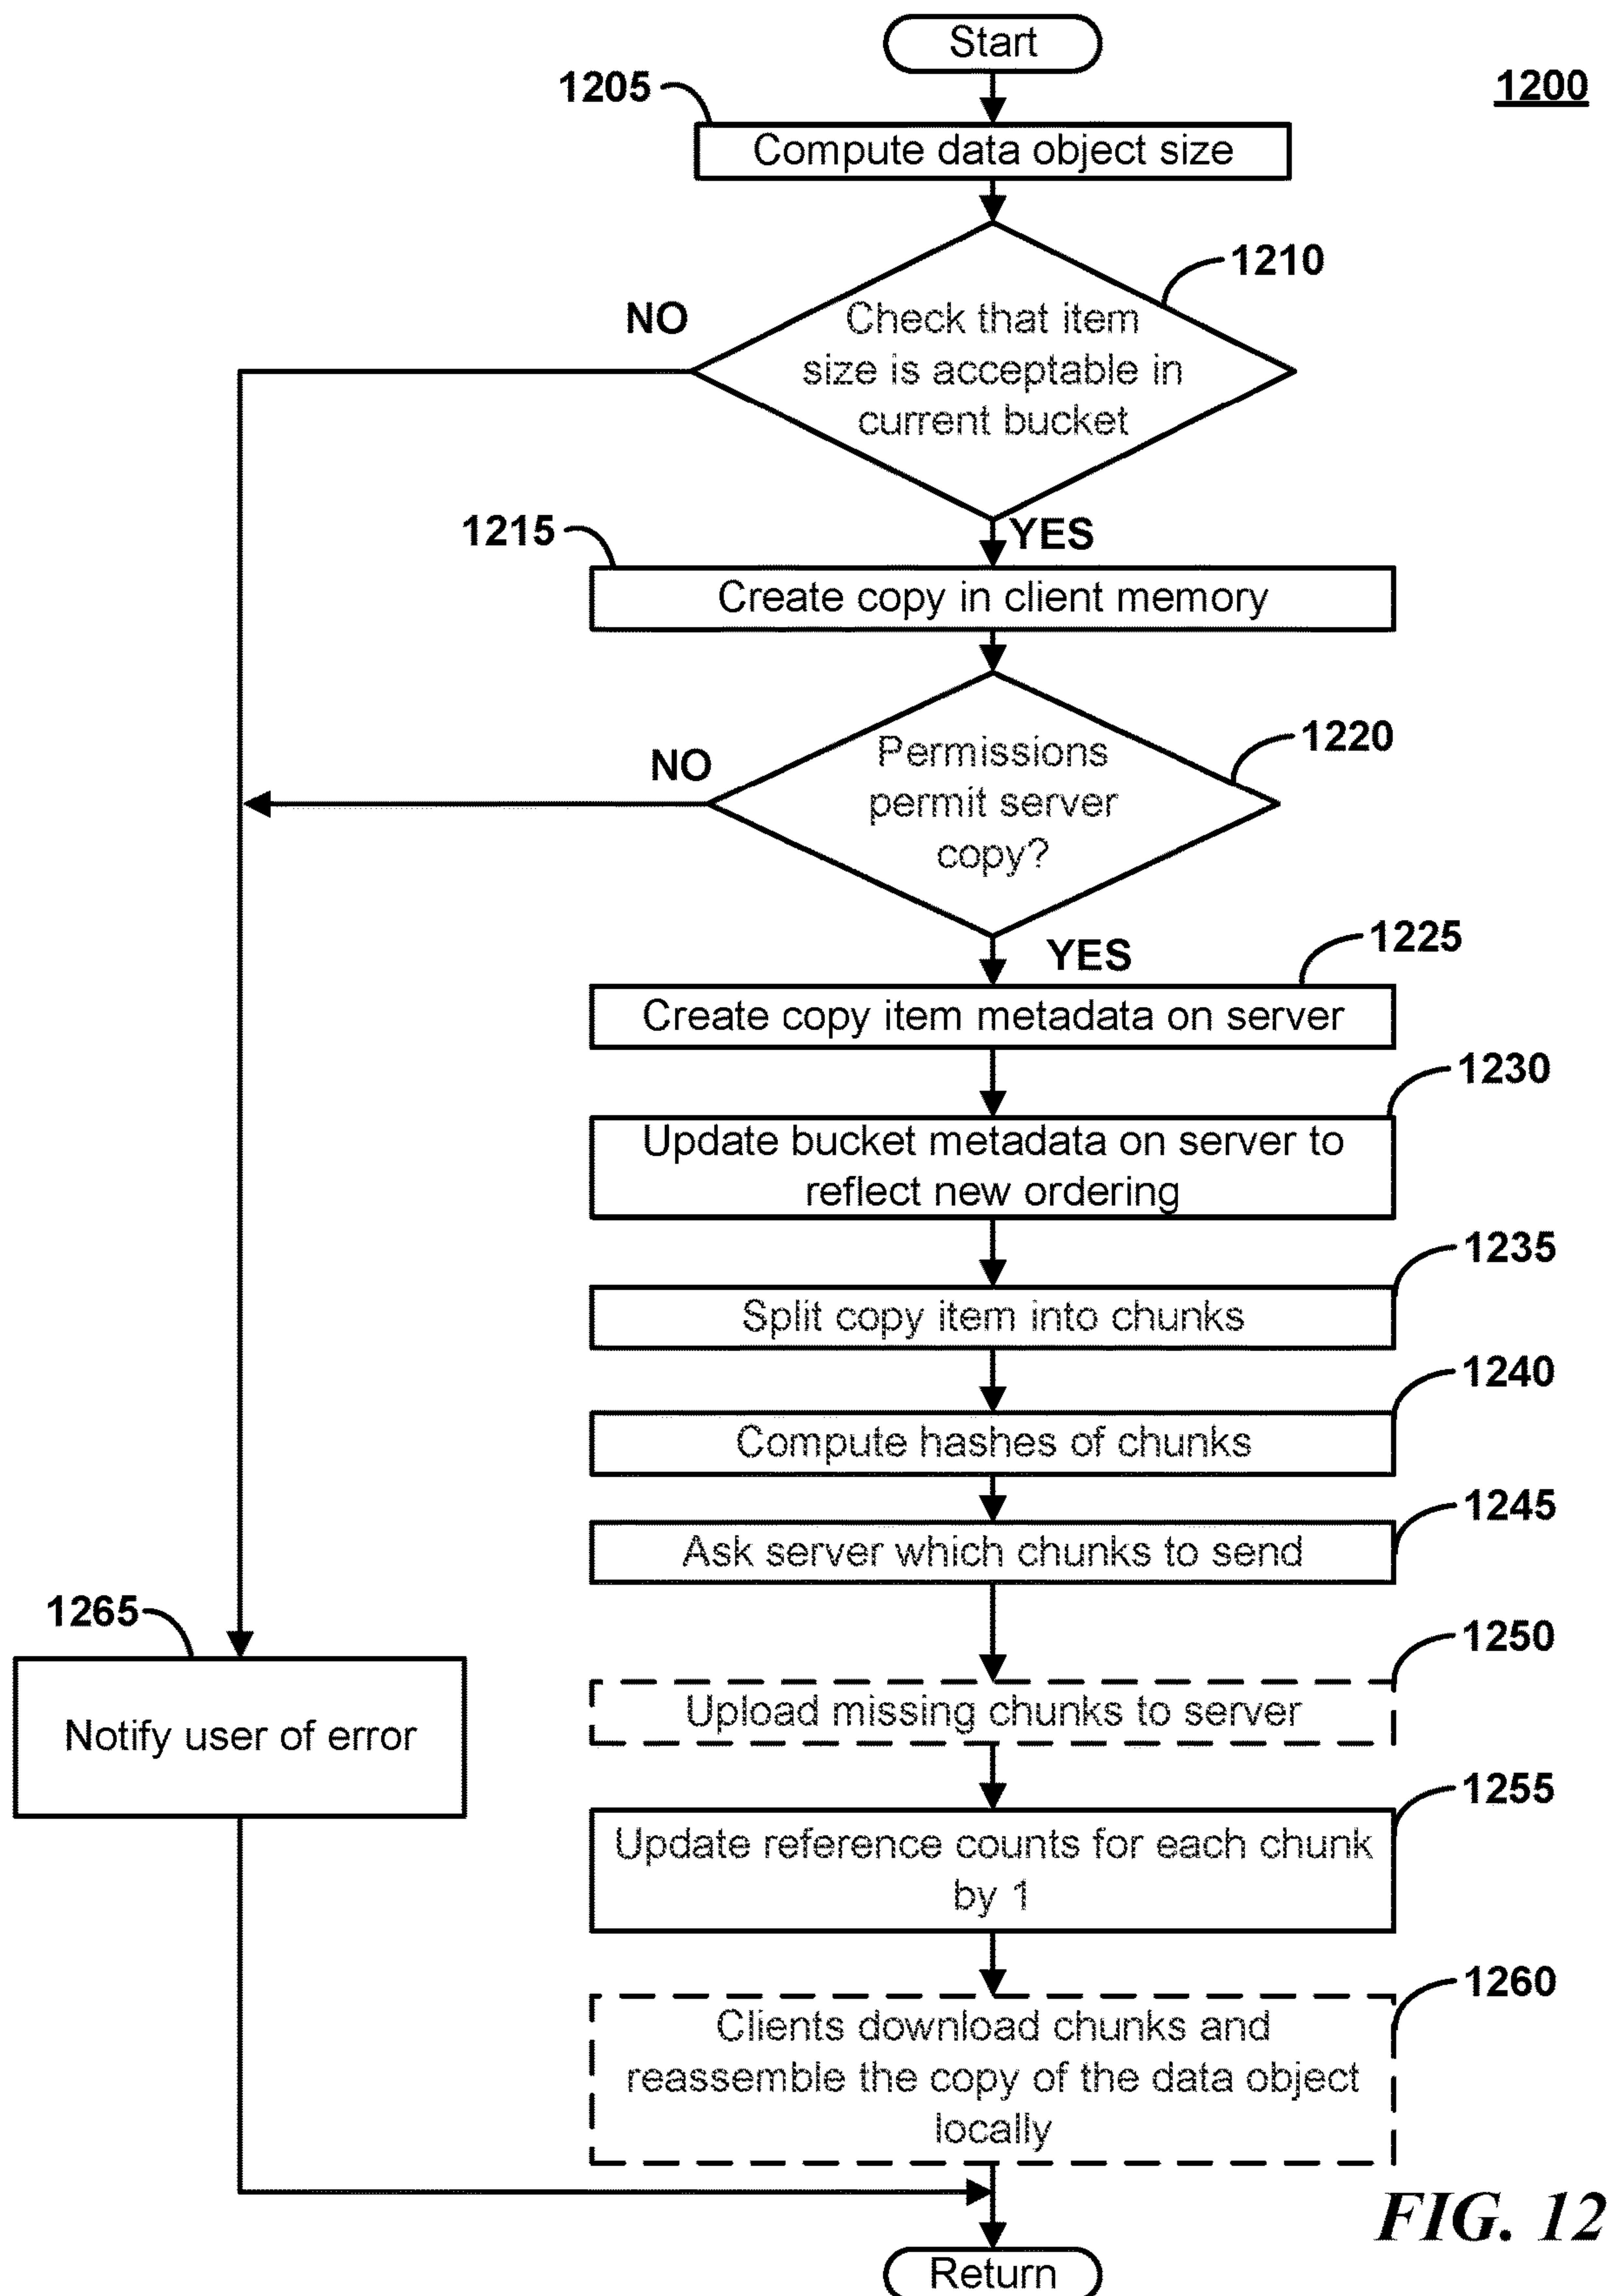 Start
1205
1200
Compute data object size
1210
NO
Check that item
size is acceptable in
current bucket
YES
1215
Create copy in client memory
1220
NO
Permissions
permit server
copy?
YES
1225
Create copy item metadata on server
1230
Update bucket metadata on server to
reflect new ordering
1235
Split copy item into chunks
1240
Compute hashes of chunks
1245
Ask server which chunks to send
1265
1250
Notify user of error
Upload missing chunks to server
1255
Update reference counts for each chunk
by 1
1260
Clients download chunks and
reassemble the copy of the data object
locally
FIG. 12
Return